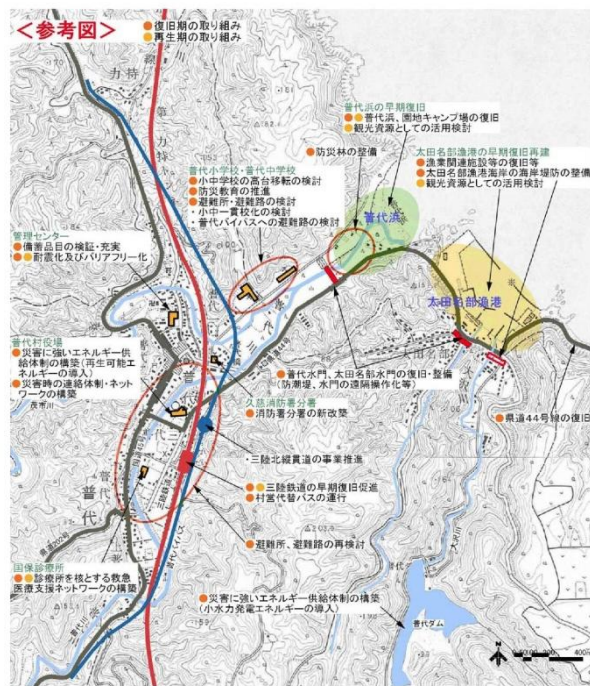 ＜参考図＞
●復旧期の取り組み
●再生期の取り組み
普代浜の早期復旧
●●普代浜、園地キャンプ場の復旧
●観光資源としての活用検討
●防災林の整備
太田名部漁港の早期復旧再建
●漁業関連施設等の復旧等
●太田名部漁港海岸の海岸堤防の整備
●観光資源としての活用検討
普代小学校・普代中学校
●小中学校の高台移転の検討
●防災教育の推進
●避難所・避難路の検討
・小中一貫校化の検討
・普代バイパスへの避難路の検討
普代浜
太田名部漁港
管理センター
●備蓄品目の検証・充実
●●耐震化及びバリアフリー化
普代村役場
●災害に強いエネルギー供
給体制の構築（再生可能エ
ネルギーの導入）
●災害時の連絡体制・ネット
ワークの構築
●普代水門、太田名部水門の復旧・整備
（防潮堤、水門の遠隔操作化等）
久慈消防署分署
●消防署分署の新改築
●県道44号線の復旧
・三陸北縦貫道の事業推進
●●三陸鉄道の早期復旧促進
●村営代替バスの運行
●避難所、避難路の再検討
国保診療所
●●診療所を核とする救急
医療支援ネットワークの構築
●災害に強いエネルギー供給体制の構築
（小水力発電エネルギーの導入）
力持
普代
三陸鉄道
大沢川
普代ダム
N
0 50 100 200 400